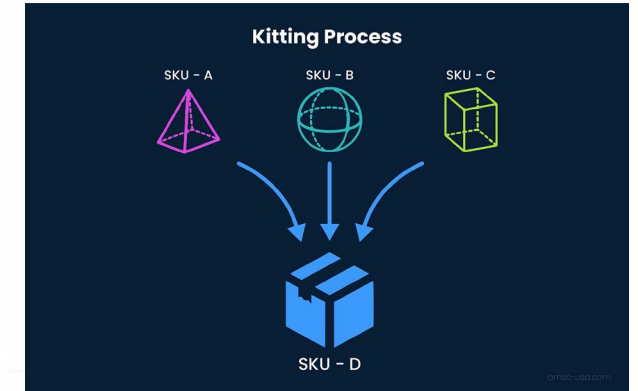 Kitting Process
SKU - A
SKU - B
SKU - C
SKU - D
amsc-usa.com